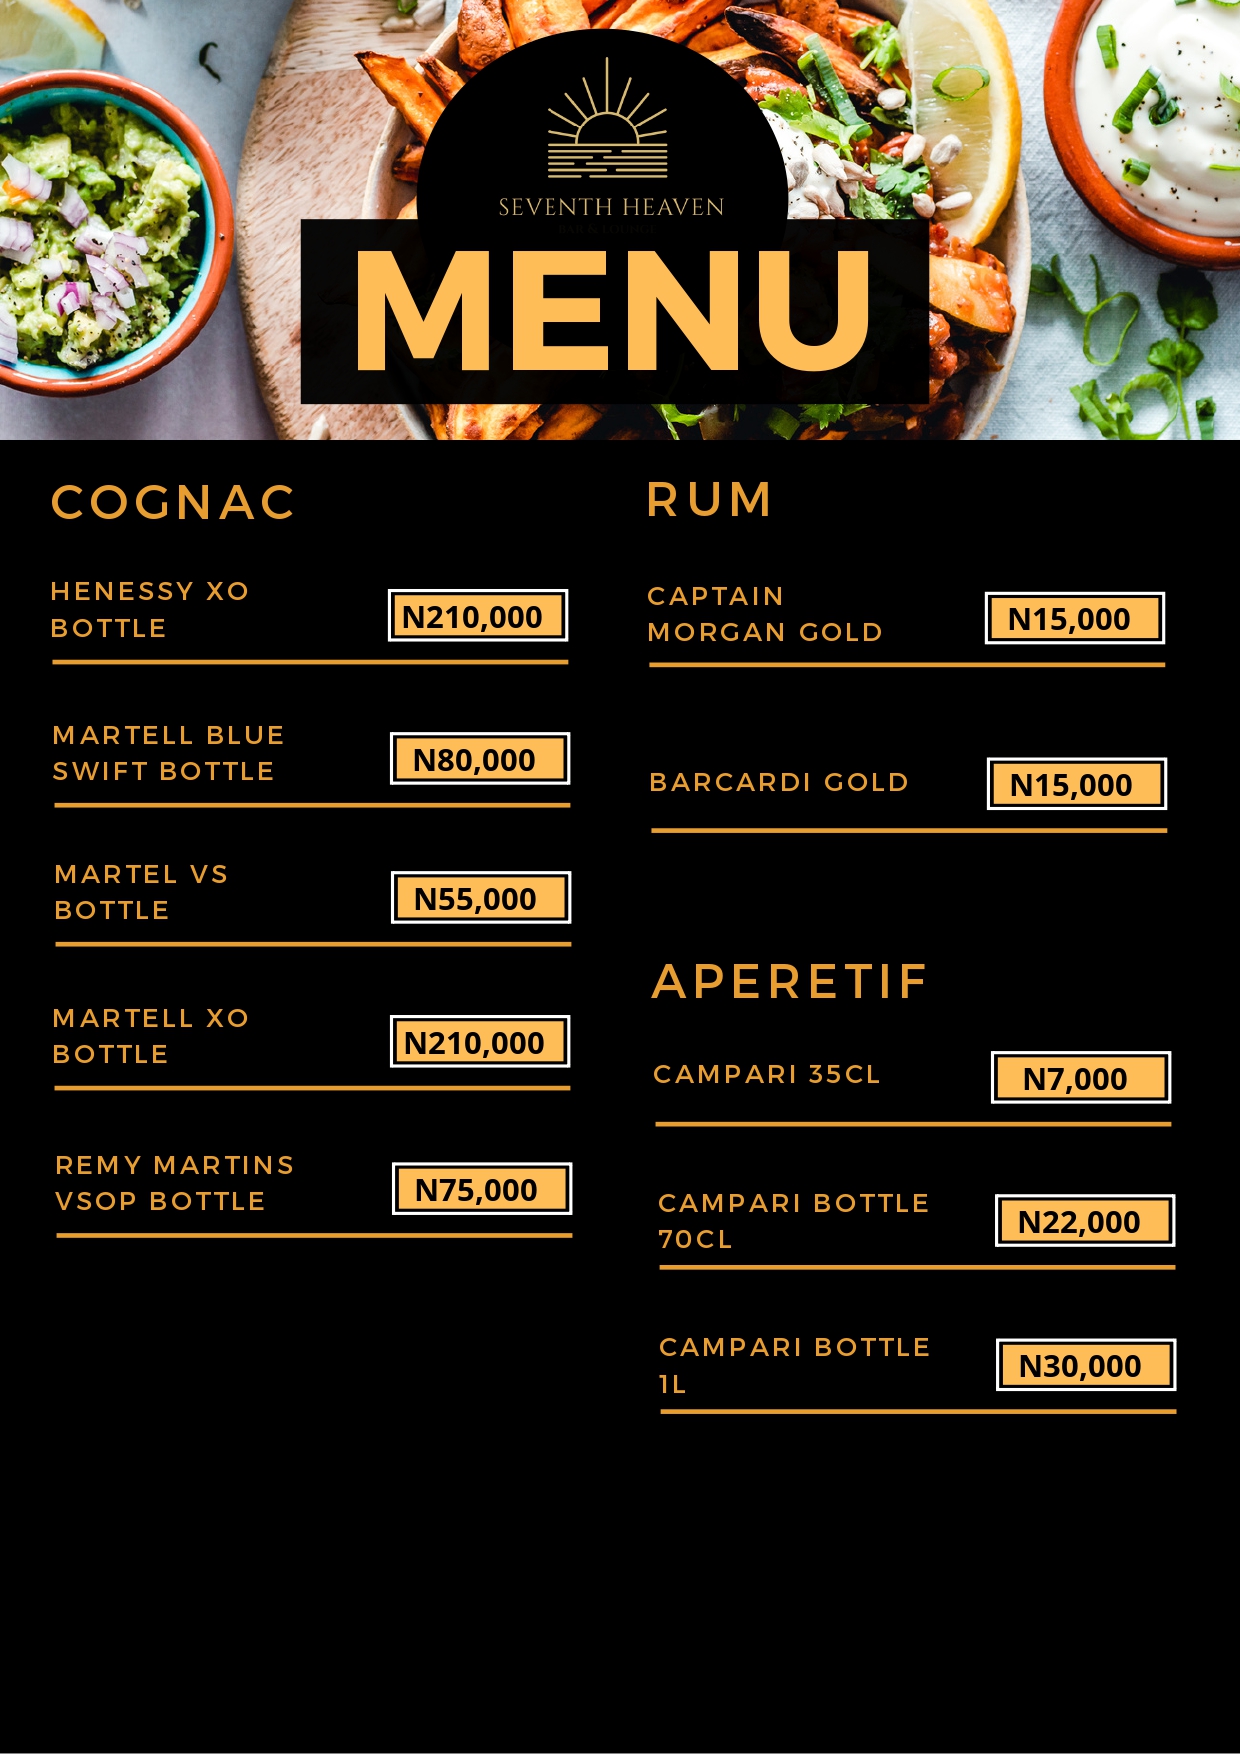 SEVENTH HEAVEN
BAR & LOUNGE
MENU
COGNAC
HENESSY XO
BOTTLE
N210,000
MARTELL BLUE
SWIFT BOTTLE
N80,000
MARTEL VS
BOTTLE
N55,000
MARTELL XO
BOTTLE
N210,000
REMY MARTINS
VSOP BOTTLE
N75,000
RUM
CAPTAIN
MORGAN GOLD
N15,000
BARCARDI GOLD
N15,000
APERETIF
CAMPARI 35CL
N7,000
CAMPARI BOTTLE
70CL
N22,000
CAMPARI BOTTLE
1L
N30,000